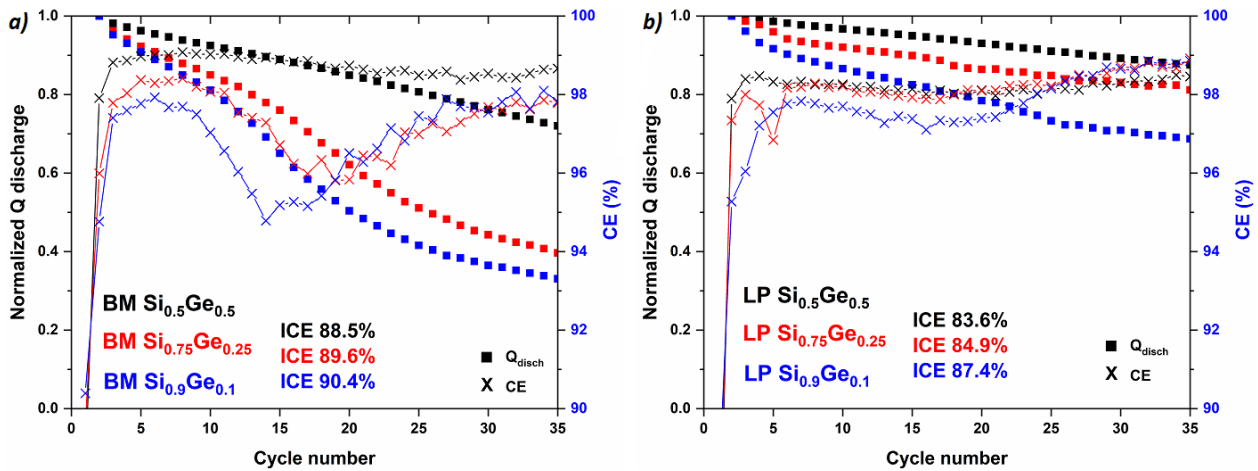 a)
Normalized Q discharge
1.0
0.8
0.6
0.4
0.2
0.0
100
98
96
94
92
90
CE (%)
BM Si0.5Ge0.5
BM Si0.75Ge0.25
BM Si0.9Ge0.1
ICE 88.5%
ICE 89.6%
ICE 90.4%
Qdisch
CE
0 5 10 15 20 25 30 35
Cycle number
b)
Normalized Q discharge
1.0
0.8
0.6
0.4
0.2
0.0
100
98
96
94
92
90
CE (%)
LP Si0.5Ge0.5
LP Si0.75Ge0.25
LP Si0.9Ge0.1
ICE 83.6%
ICE 84.9%
ICE 87.4%
Qdisch
CE
0 5 10 15 20 25 30 35
Cycle number